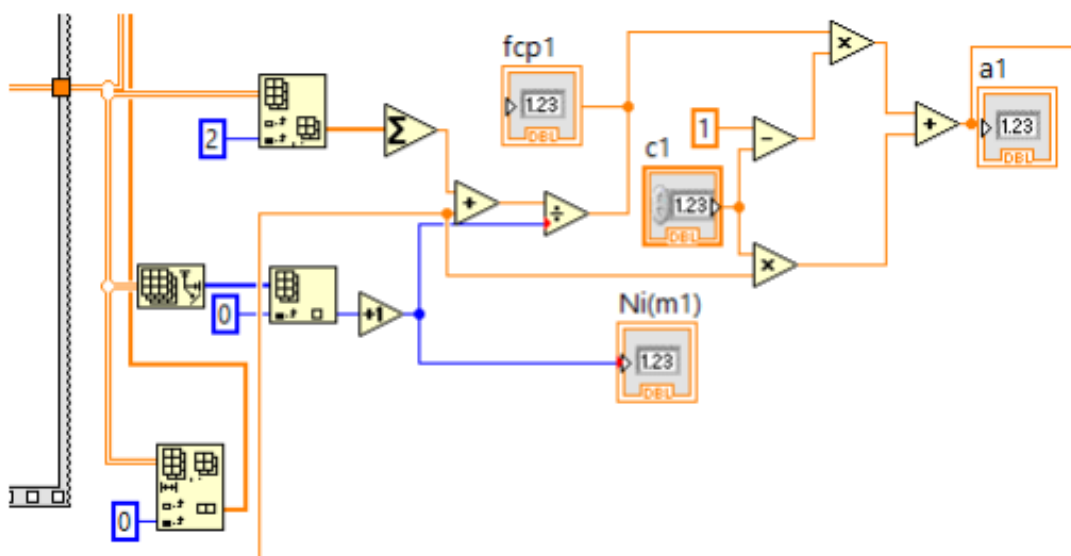 fcp1
1.23
DBL
x
a1
1.23
DBL
2
Σ
1
-
+
c1
1.23
DBL
+
÷
x
0
+1
Ni(m1)
1.23
DBL
0